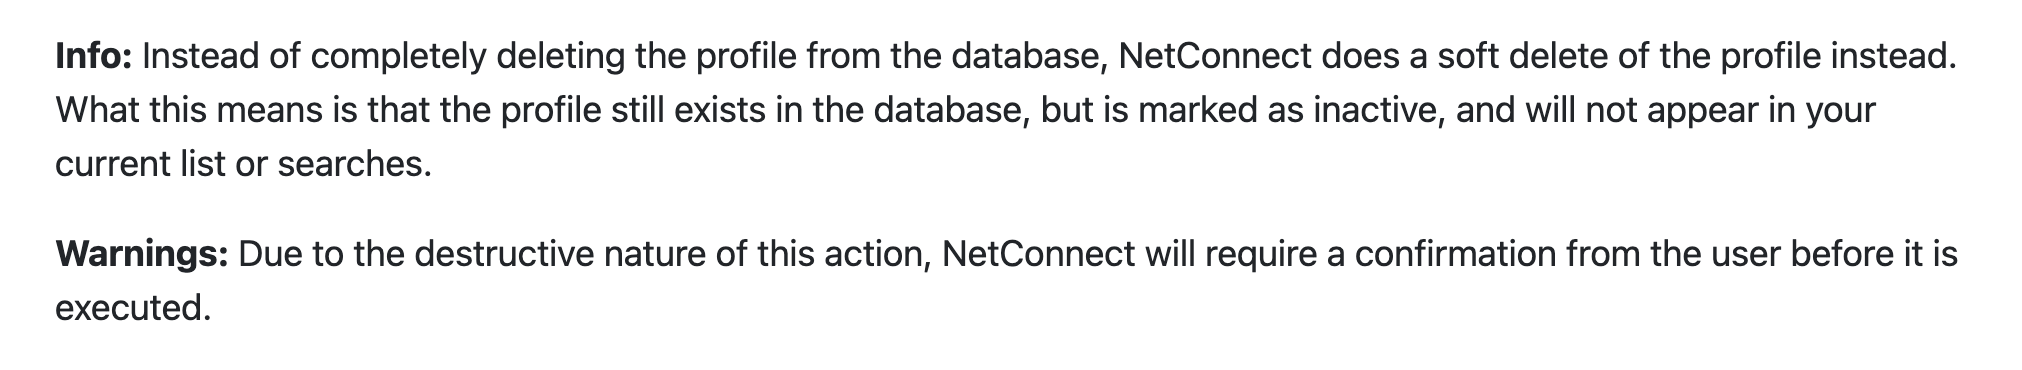 Info: Instead of completely deleting the profile from the database, NetConnect does a soft delete of the profile instead.
What this means is that the profile still exists in the database, but is marked as inactive, and will not appear in your
current list or searches.
Warnings: Due to the destructive nature of this action, NetConnect will require a confirmation from the user before it is
executed.